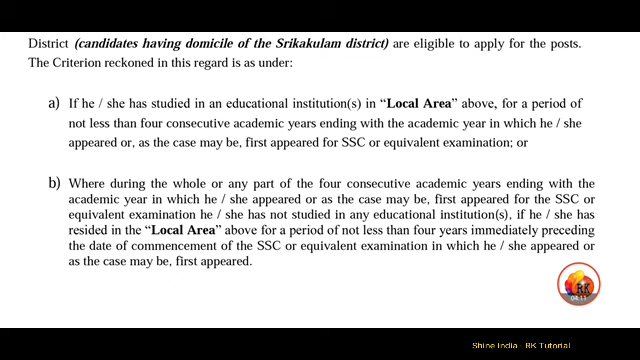 District (candidates having domicile of the Srikakulam district) are eligible to apply for the posts.
The Criterion reckoned in this regard is as under:
a) If he / she has studied in an educational institution(s) in “Local Area” above, for a period of
not less than four consecutive academic years ending with the academic year in which he / she
appeared or, as the case may be, first appeared for SSC or equivalent examination; or
b) Where during the whole or any part of the four consecutive academic years ending with the
academic year in which he / she appeared or as the case may be, first appeared for the SSC or
equivalent examination he / she has not studied in any educational institution(s), if he / she has
resided in the “Local Area” above for a period of not less than four years immediately preceding
the date of commencement of the SSC or equivalent examination in which he / she appeared or
as the case may be, first appeared.
RK
04:11
Shine India - RK Tutorial